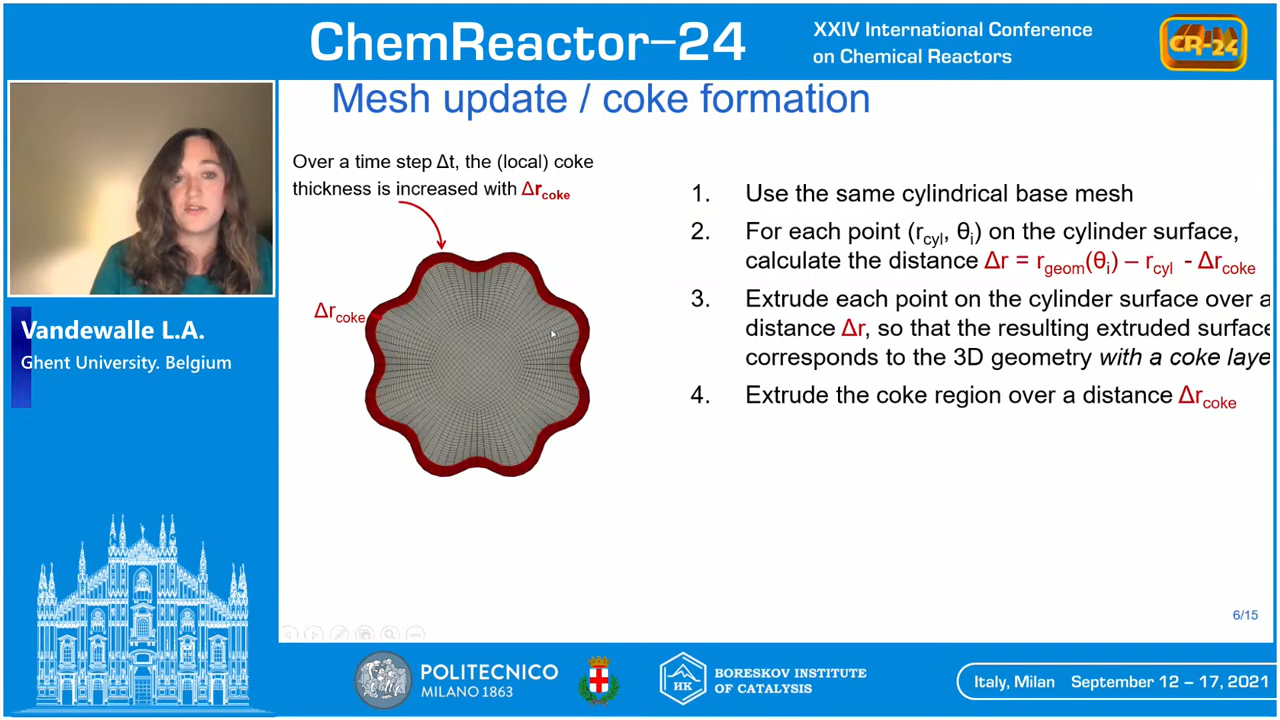 ChemReactor-24
XXIV International Conference
on Chemical Reactors
CR-24
Mesh update / coke formation
Over a time step Δt, the (local) coke
thickness is increased with Δrcoke
Δrcoke
1. Use the same cylindrical base mesh
2. For each point (rcyl, θi) on the cylinder surface,
calculate the distance Δr = rgeom(θi) – rcyl - Δrcoke
3. Extrude each point on the cylinder surface over a
distance Δr, so that the resulting extruded surface
corresponds to the 3D geometry with a coke laye
4. Extrude the coke region over a distance Δrcoke
Vandewalle L.A.
Ghent University. Belgium
6/15
POLITECNICO
MILANO 1863
HK
BORESKOV INSTITUTE
OF CATALYSIS
Italy, Milan September 12 – 17, 2021